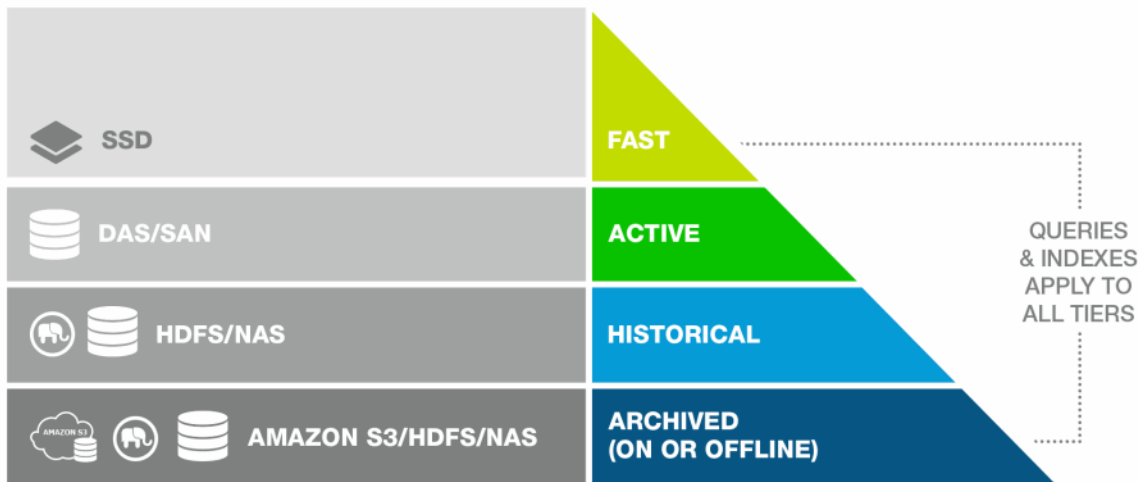 SSD
FAST
DAS/SAN
ACTIVE
HDFS/NAS
HISTORICAL
AMAZON S3
AMAZON S3/HDFS/NAS
ARCHIVED
(ON OR OFFLINE)
QUERIES
& INDEXES
APPLY TO
ALL TIERS